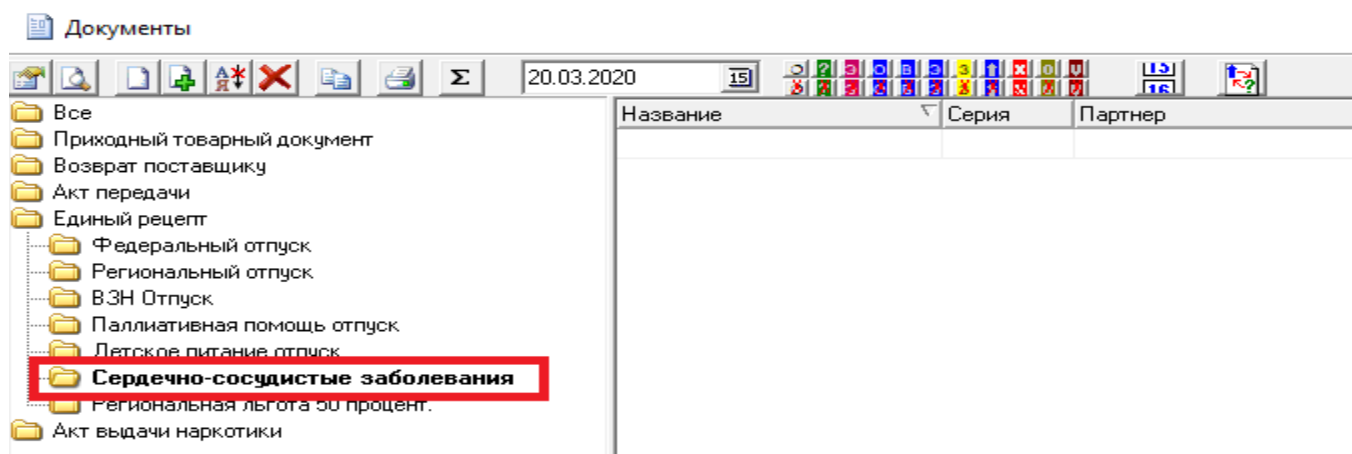 Документы
20.03.2020 15
Название Серия Партнер
Все
Приходный товарный документ
Возврат поставщику
Акт передачи
Единый рецепт
Федеральный отпуск
Региональный отпуск
ВЗН Отпуск
Паллиативная помощь отпуск
Детское питание отпуск
Сердечно-сосудистые заболевания
Региональная льгота 50 процент.
Акт выдачи наркотики